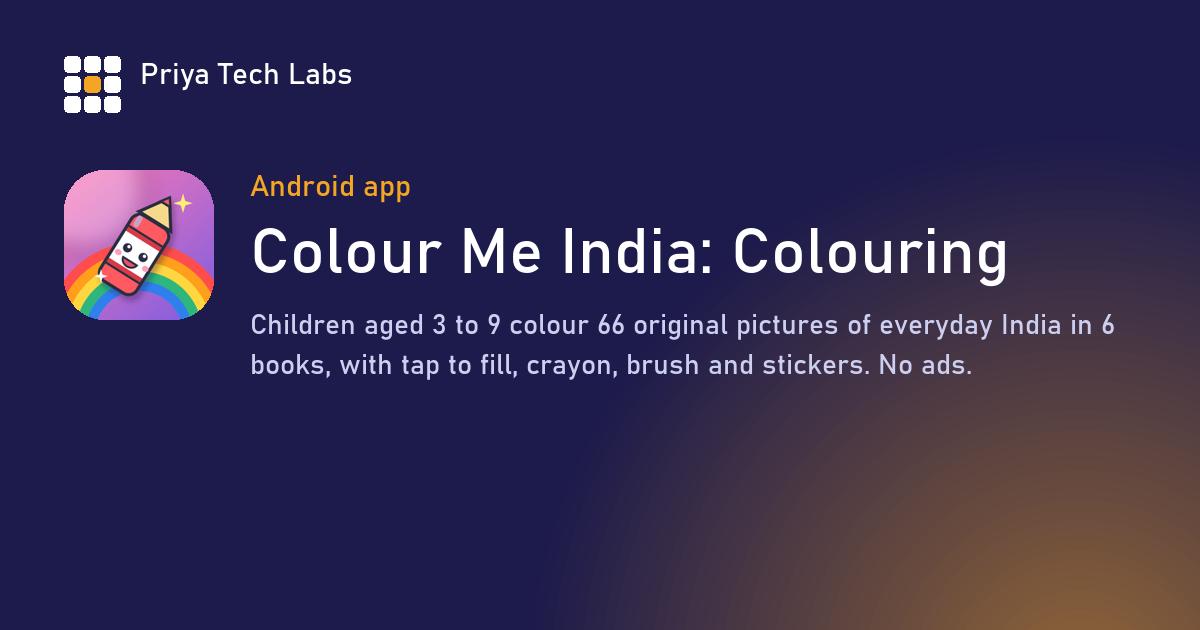 Priya Tech Labs
Android app
Colour Me India: Colouring
Children aged 3 to 9 colour 66 original pictures of everyday India in 6
books, with tap to fill, crayon, brush and stickers. No ads.